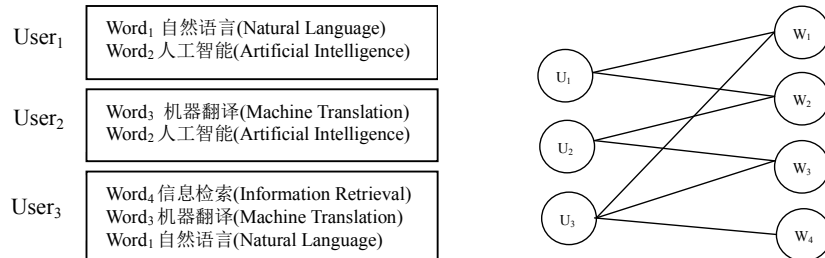 User₁
Word₁ 自然语言(Natural Language)
Word₂ 人工智能(Artificial Intelligence)
User₂
Word₃ 机器翻译(Machine Translation)
Word₂ 人工智能(Artificial Intelligence)
User₃
Word₄ 信息检索(Information Retrieval)
Word₃ 机器翻译(Machine Translation)
Word₁ 自然语言(Natural Language)
U₁
U₂
U₃
W₁
W₂
W₃
W₄